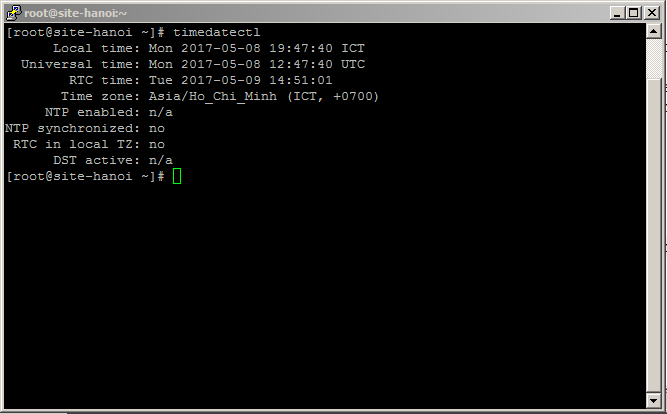 root@site-hanoi:~
[root@site-hanoi ~]# timedatectl
Local time: Mon 2017-05-08 19:47:40 ICT
Universal time: Mon 2017-05-08 12:47:40 UTC
RTC time: Tue 2017-05-09 14:51:01
Time zone: Asia/Ho_Chi_Minh (ICT, +0700)
NTP enabled: n/a
NTP synchronized: no
RTC in local TZ: no
DST active: n/a
[root@site-hanoi ~]#